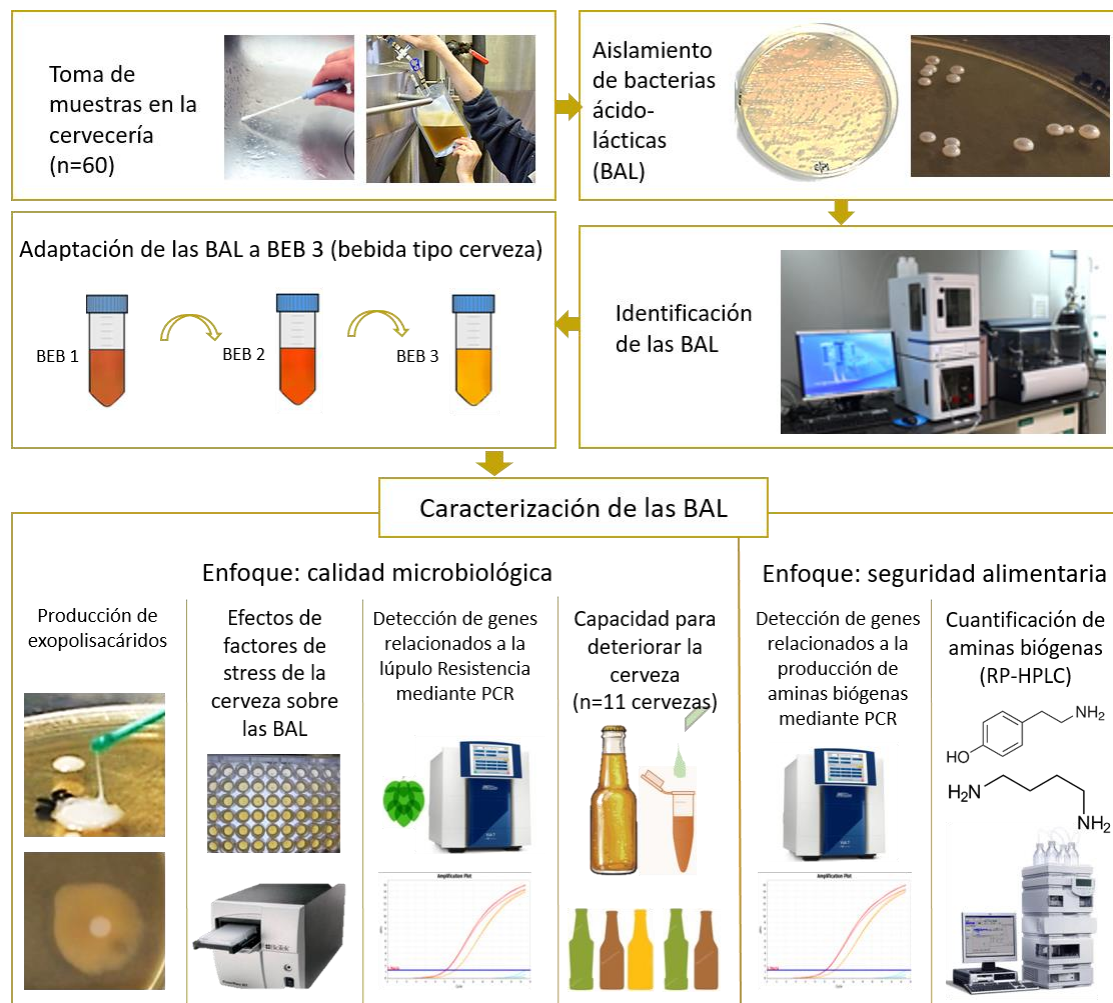 Toma de
muestras en la
cervecería
(n=60)
Aislamiento
de bacterias
ácido-
lácticas
(BAL)
Adaptación de las BAL a BEB 3 (bebida tipo cerveza)
BEB 1
BEB 2
BEB 3
Identificación
de las BAL
Caracterización de las BAL
Enfoque: calidad microbiológica
Enfoque: seguridad alimentaria
Producción de
exopolisacáridos
Efectos de
factores de
stress de la
cerveza sobre
las BAL
Detección de genes
relacionados a la
lúpulo Resistencia
mediante PCR
Capacidad para
deteriorar la
cerveza
(n=11 cervezas)
Detección de genes
relacionados a la
producción de
aminas biógenas
mediante PCR
Cuantificación de
aminas biógenas
(RP-HPLC)
NH2
HO
H2N
NH2
Amplification Plot
Amplification Plot